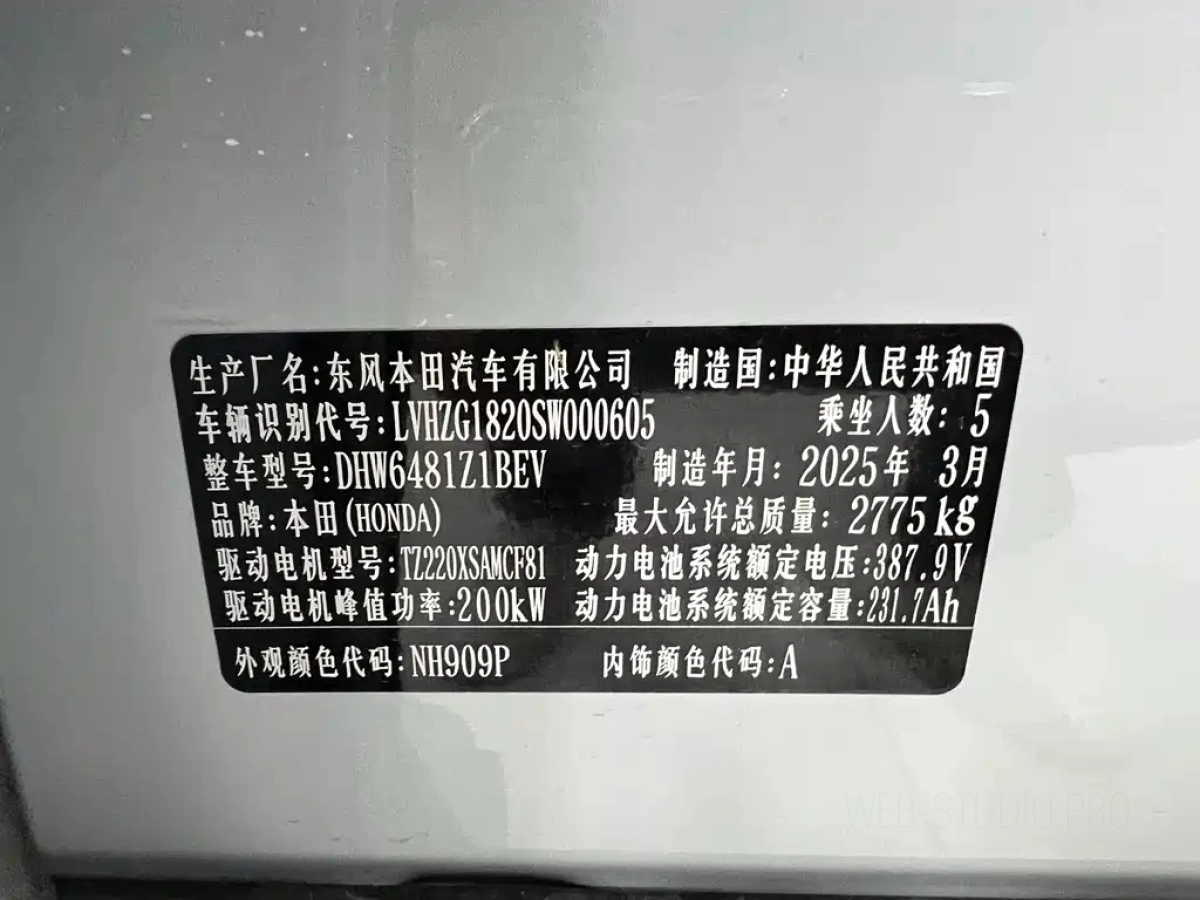 生产厂名:东风本田汽车有限公司 制造国:中华人民共和国
车辆识别代号:LVHZG1820SW000605 乘坐人数:5
整车型号:DHW6481Z1BEV 制造年月:2025年 3月
品牌:本田(HONDA) 最大允许总质量:2775kg
驱动电机型号:TZ220XSAMCF81 动力电池系统额定电压:387.9V
驱动电机峰值功率:200kW 动力电池系统额定容量:231.7Ah
外观颜色代码:NH909P 内饰颜色代码:A
WEB-STUDIO.PRO